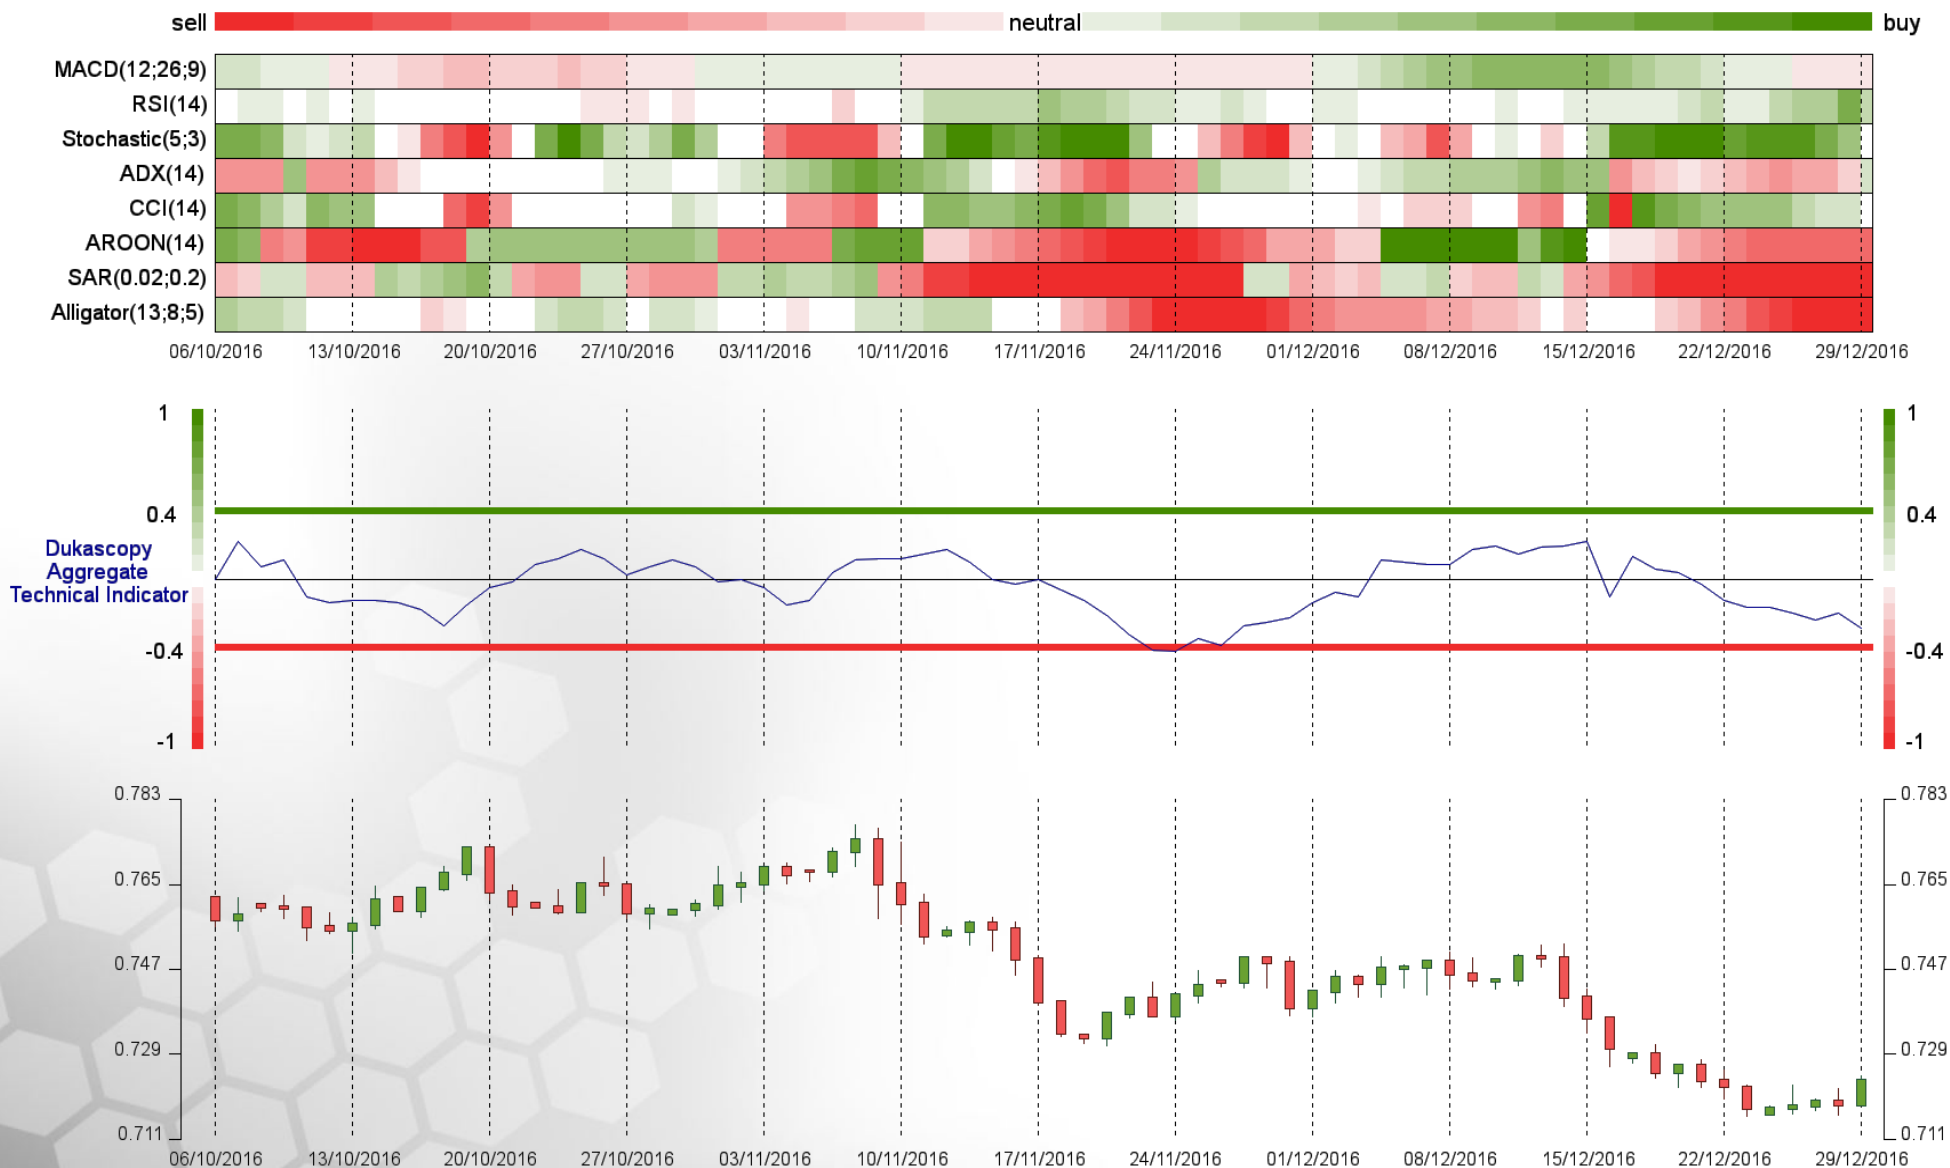 sell neutral buy
MACD(12;26;9)
RSI(14)
Stochastic(5;3)
ADX(14)
CCI(14)
AROON(14)
SAR(0.02;0.2)
Alligator(13;8;5)
06/10/2016 13/10/2016 20/10/2016 27/10/2016 03/11/2016 10/11/2016 17/11/2016 24/11/2016 01/12/2016 08/12/2016 15/12/2016 22/12/2016 29/12/2016
1 1
0.4 0.4
Dukascopy
Aggregate
Technical Indicator
-0.4 -0.4
-1 -1
0.783 0.783
0.765 0.765
0.747 0.747
0.729 0.729
0.711 0.711
06/10/2016 13/10/2016 20/10/2016 27/10/2016 03/11/2016 10/11/2016 17/11/2016 24/11/2016 01/12/2016 08/12/2016 15/12/2016 22/12/2016 29/12/2016